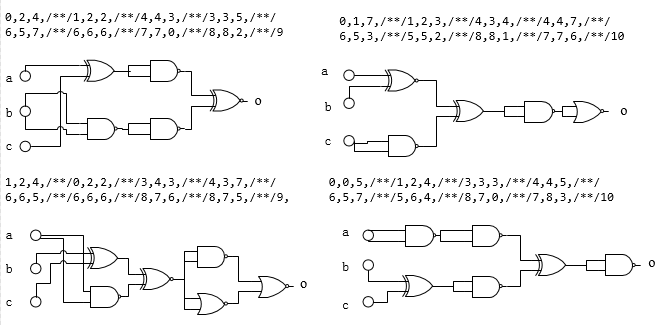 0,2,4,/**/1,2,2,/**/4,4,3,/**/3,3,5,/**/
6,5,7,/**/6,6,6,/**/7,7,0,/**/8,8,2,/**/9
a
b
c
o
0,1,7,/**/1,2,3,/**/4,3,4,/**/4,4,7,/**/
6,5,3,/**/5,5,2,/**/8,8,1,/**/7,7,6,/**/10
a
b
c
o
1,2,4,/**/0,2,2,/**/3,4,3,/**/4,3,7,/**/
6,6,5,/**/6,6,6,/**/8,7,6,/**/8,7,5,/**/9,
a
b
c
o
0,0,5,/**/1,2,4,/**/3,3,3,/**/4,4,5,/**/
6,5,7,/**/5,6,4,/**/8,7,0,/**/7,8,3,/**/10
a
b
c
o